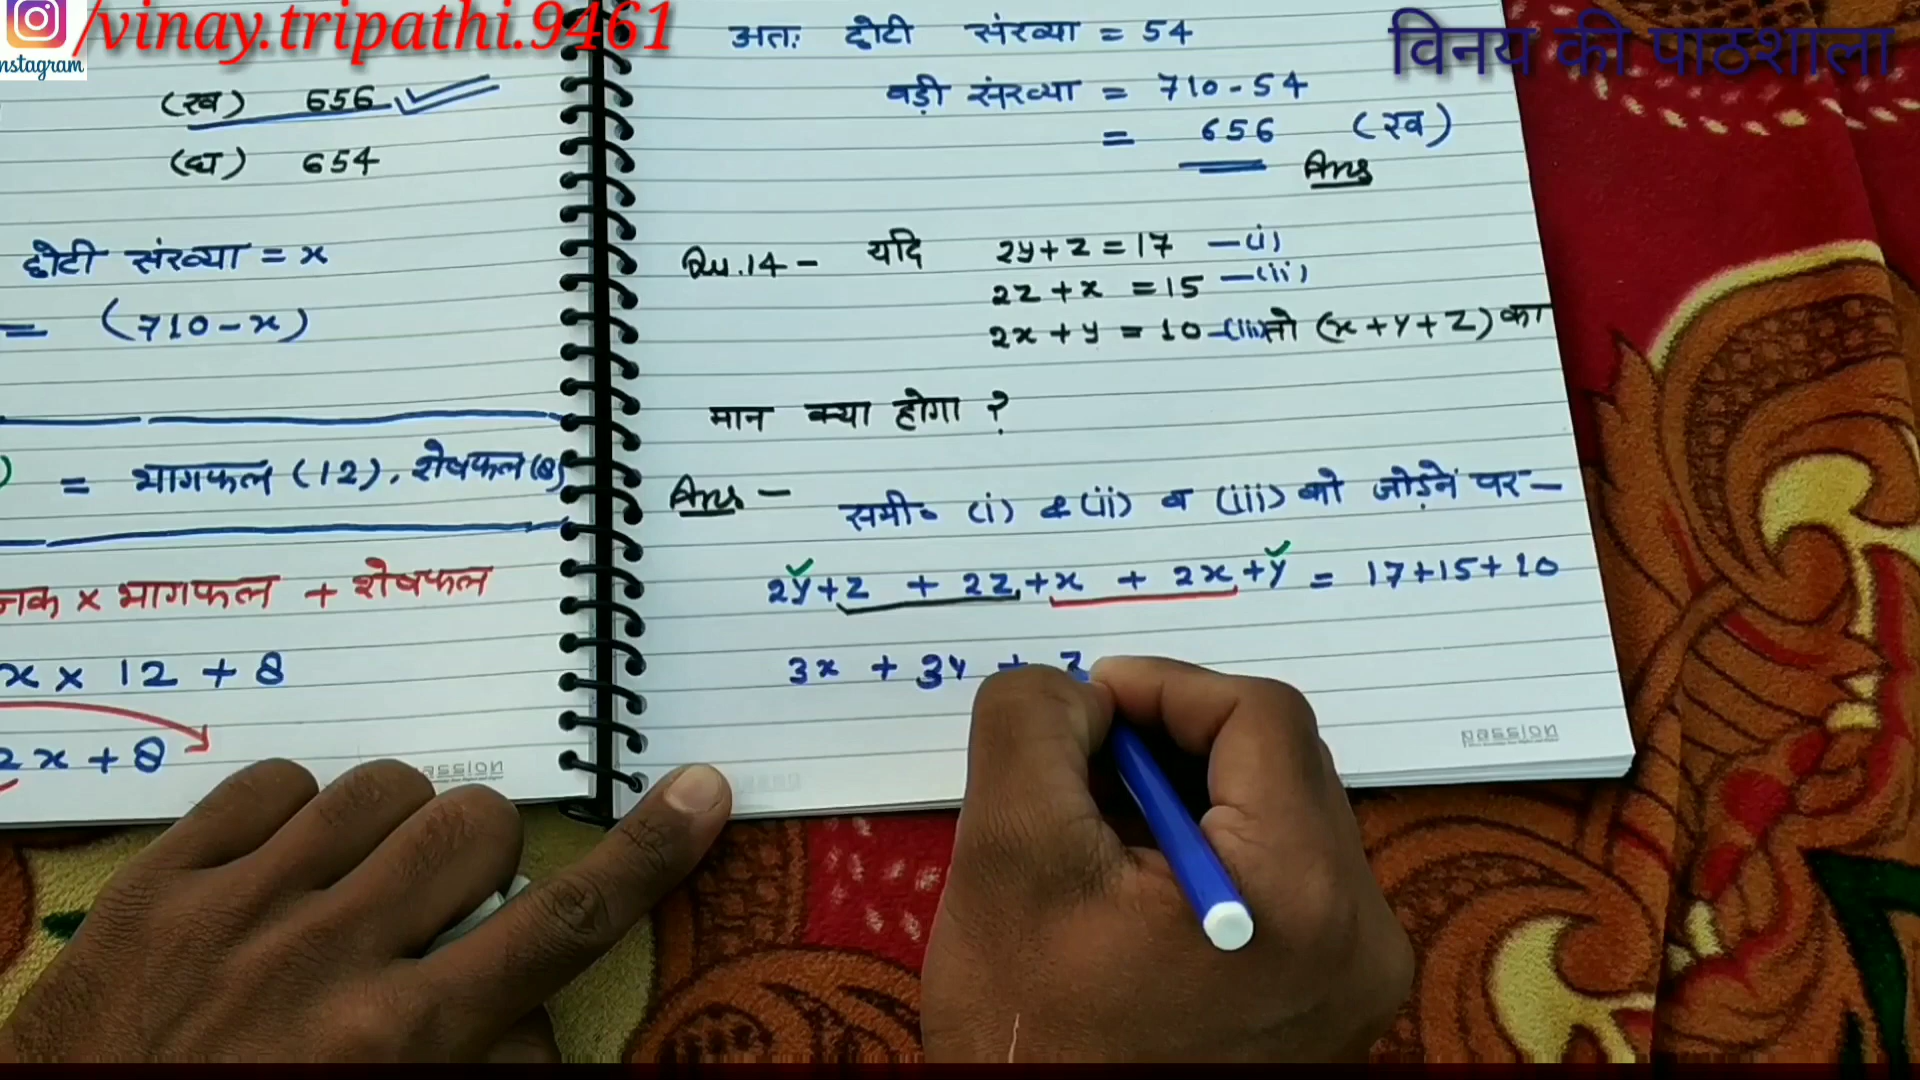 /vinay.tripathi.9461
Instagram
विनय की पाठशाला
(ख) 656
(घ) 654
छोटी संख्या = x
= (710-x)
= भागफल (12), शेषफल (8)
जक × भागफल + शेषफल
x × 12 + 8
2x + 8
अतः छोटी संख्या = 54
बड़ी संख्या = 710-54
= 656 (ख)
Ans
Qu.14 - यदि 2y+z = 17 —(i)
2z + x = 15 —(ii)
2x + y = 10 —(iii) तो (x+y+z) का
मान क्या होगा ?
Ans - समी० (i) & (ii) व (iii) को जोड़ने पर —
2y+z + 2z+x + 2x+y = 17+15+10
3x + 3y + z
passion